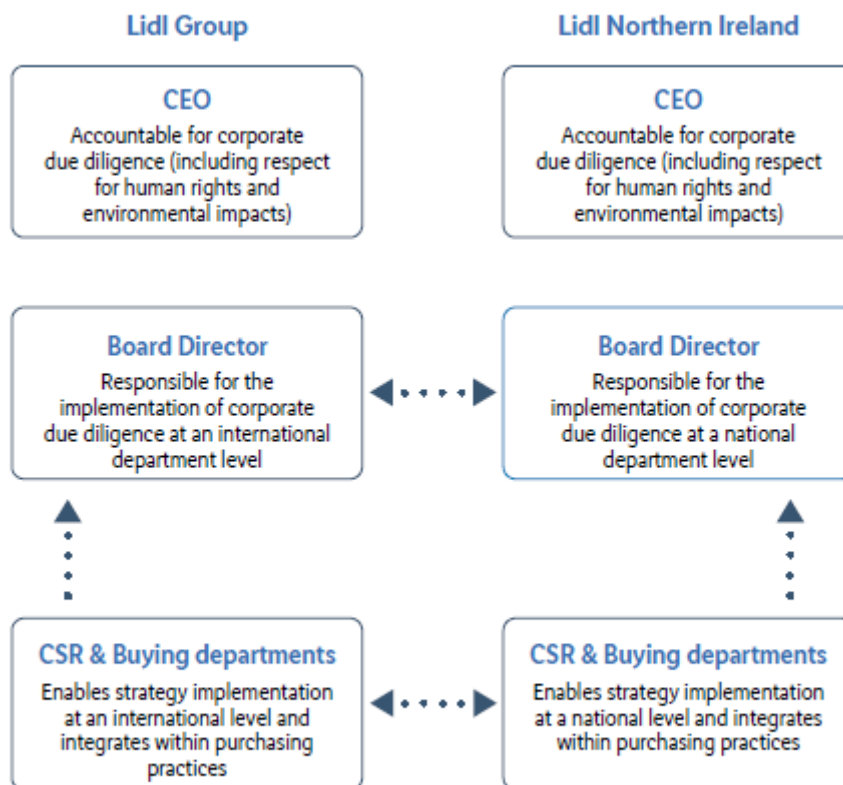 Lidl Group
CEO
Accountable for corporate
due diligence (including respect
for human rights and
environmental impacts)
Board Director
Responsible for the
implementation of corporate
due diligence at an international
department level
CSR & Buying departments
Enables strategy implementation
at an international level and
integrates within purchasing
practices
Lidl Northern Ireland
CEO
Accountable for corporate
due diligence (including respect
for human rights and
environmental impacts)
Board Director
Responsible for the
implementation of corporate
due diligence at a national
department level
CSR & Buying departments
Enables strategy implementation
at a national level and integrates
within purchasing practices